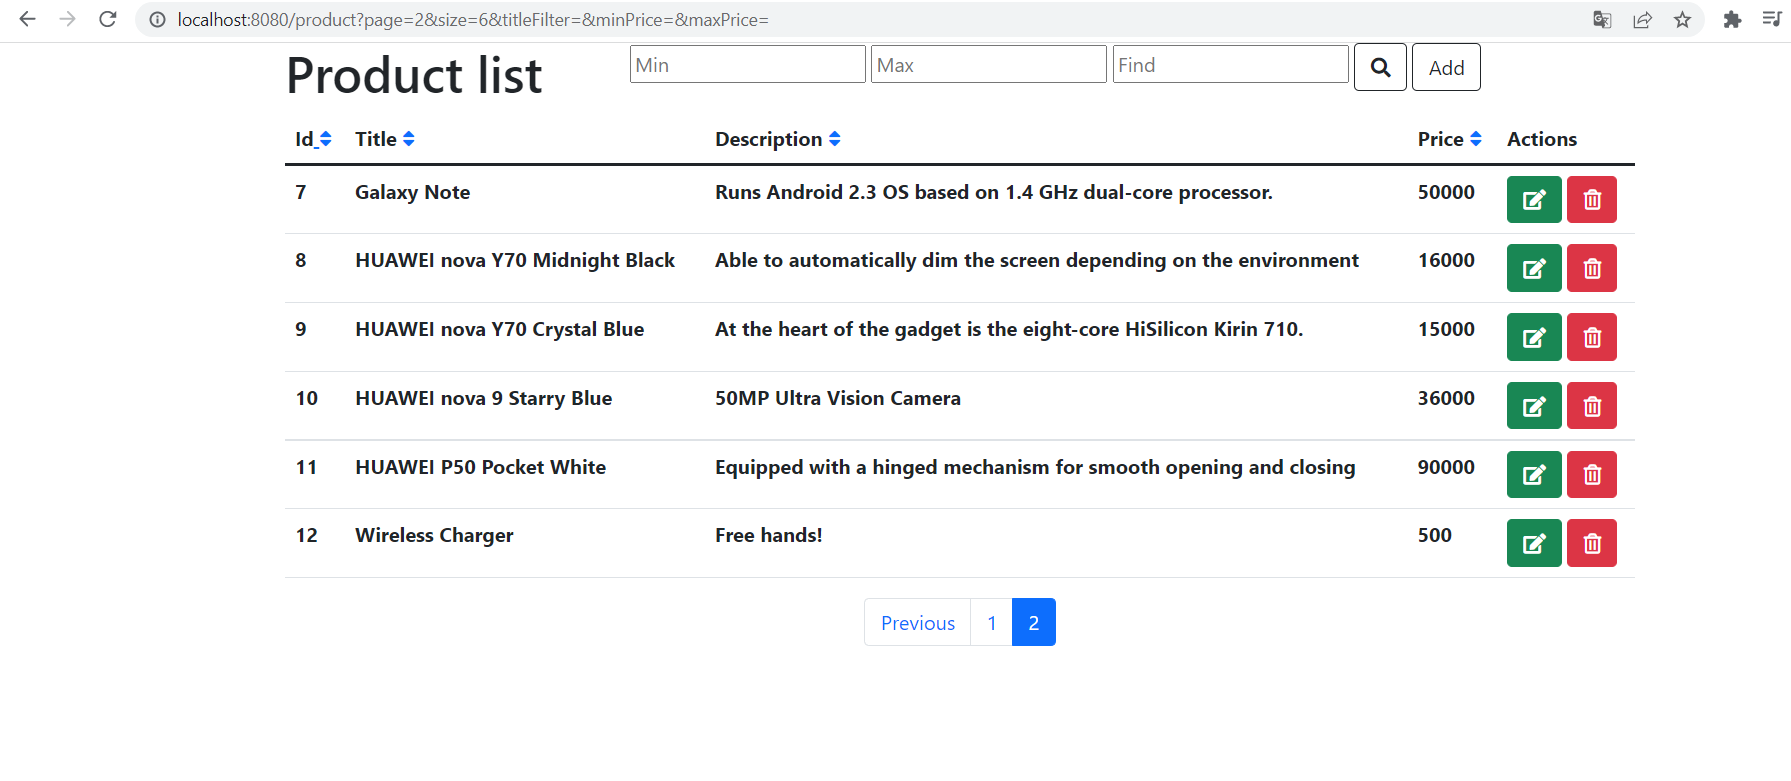 localhost:8080/product?page=2&size=6&titleFilter=&minPrice=&maxPrice=
Product list Min Max Find Add
Id Title Description Price Actions
7 Galaxy Note Runs Android 2.3 OS based on 1.4 GHz dual-core processor. 50000
8 HUAWEI nova Y70 Midnight Black Able to automatically dim the screen depending on the environment 16000
9 HUAWEI nova Y70 Crystal Blue At the heart of the gadget is the eight-core HiSilicon Kirin 710. 15000
10 HUAWEI nova 9 Starry Blue 50MP Ultra Vision Camera 36000
11 HUAWEI P50 Pocket White Equipped with a hinged mechanism for smooth opening and closing 90000
12 Wireless Charger Free hands! 500
Previous 1 2